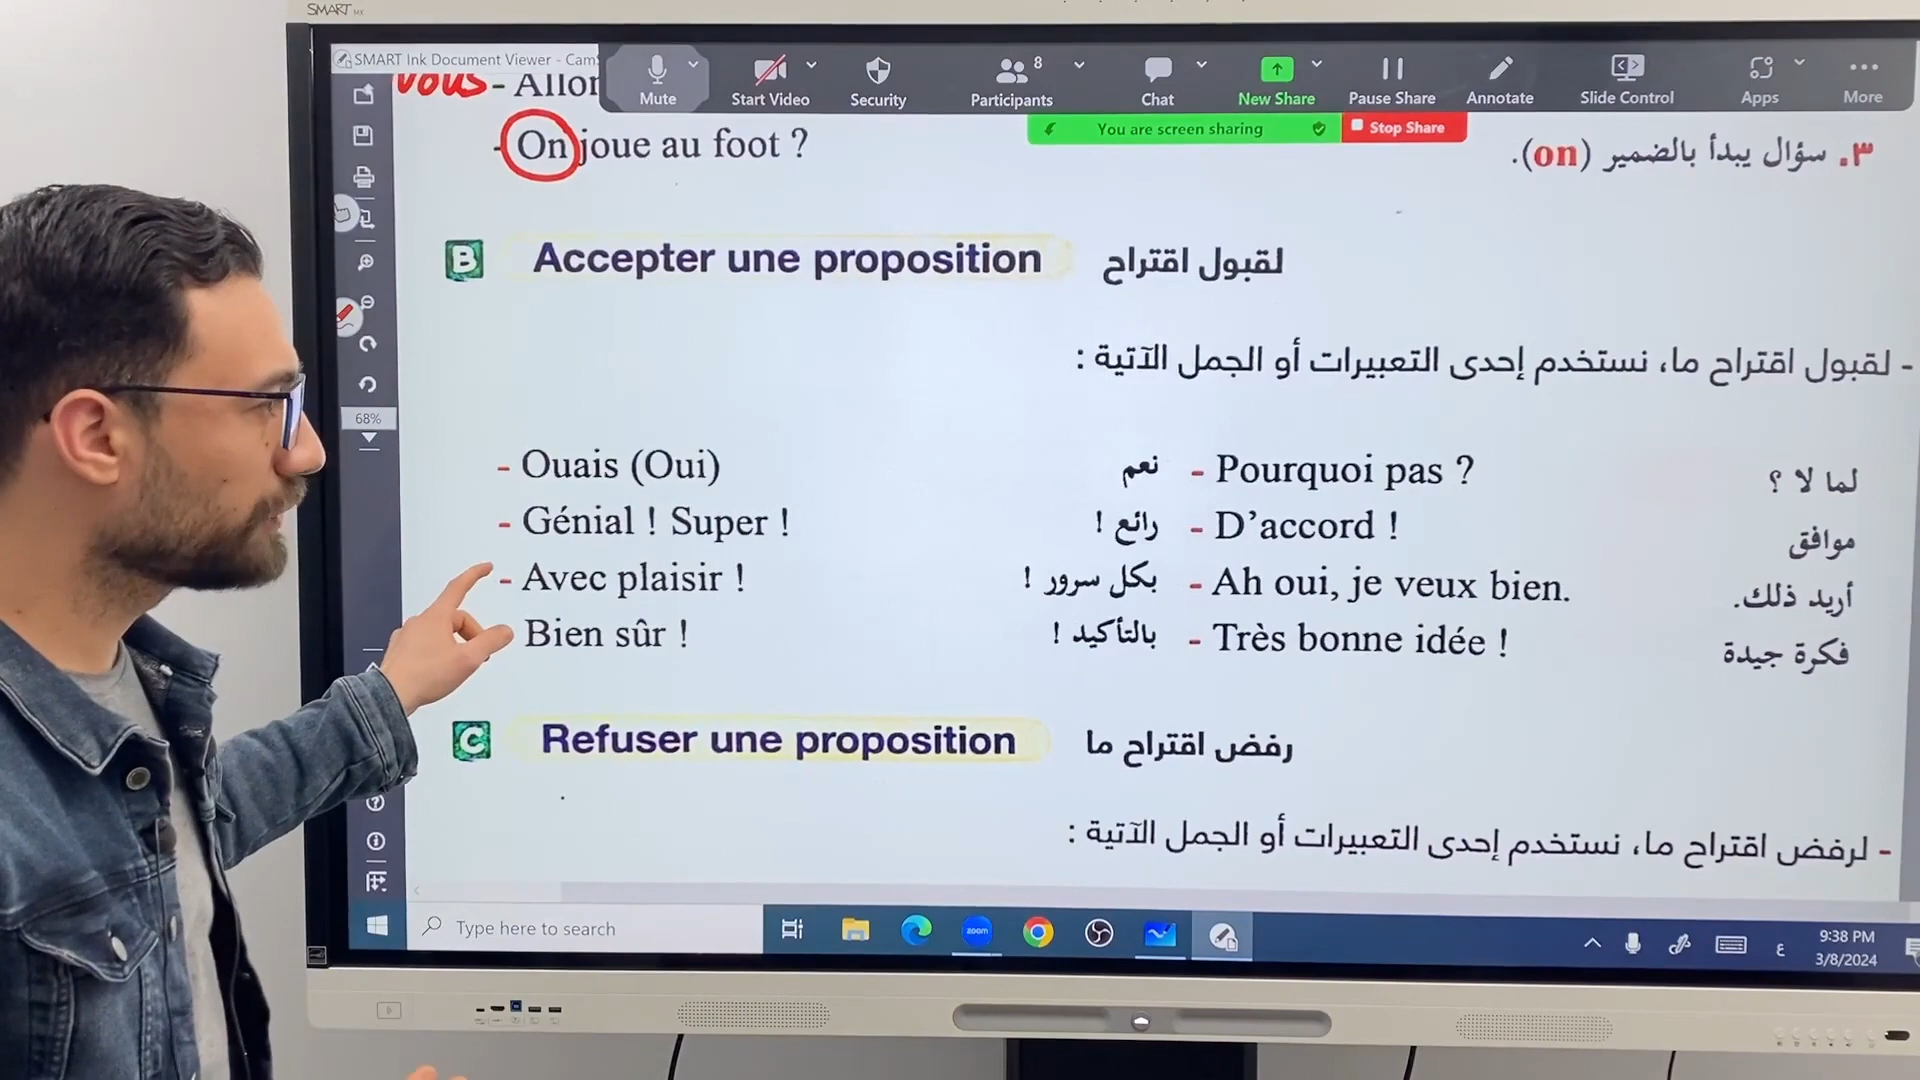 SMART
SMART Ink Document Viewer - Cam
Mute
Start Video
Security
8
Participants
Chat
New Share
Pause Share
Annotate
Slide Control
Apps
More
You are screen sharing
Stop Share
vous - Allon
- On joue au foot ?
٣. سؤال يبدأ بالضمير (on).
B Accepter une proposition لقبول اقتراح
- لقبول اقتراح ما، نستخدم إحدى التعبيرات أو الجمل الآتية :
68%
- Ouais (Oui) نعم - Pourquoi pas ? لما لا ؟
- Génial ! Super ! رائع ! - D'accord ! موافق
- Avec plaisir ! بكل سرور ! - Ah oui, je veux bien. أريد ذلك.
Bien sûr ! بالتأكيد ! - Très bonne idée ! فكرة جيدة
C Refuser une proposition رفض اقتراح ما
- لرفض اقتراح ما، نستخدم إحدى التعبيرات أو الجمل الآتية :
Type here to search
zoom
ع
9:38 PM
3/8/2024